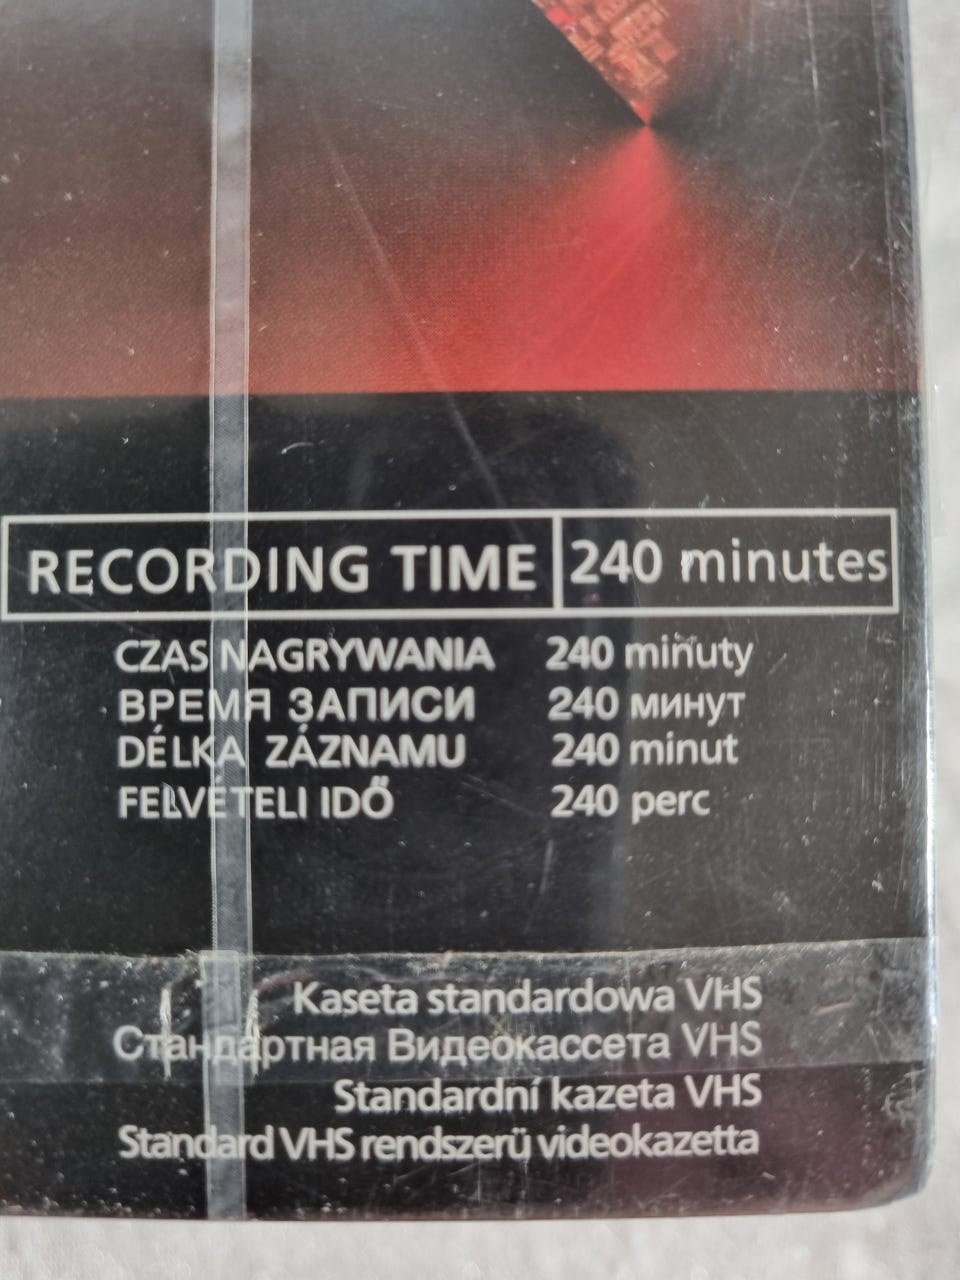 RECORDING TIME 240 minutes
CZAS NAGRYWANIA 240 minuty
ВРЕМЯ ЗАПИСИ 240 минут
DÉLKA ZÁZNAMU 240 minut
FELVÉTELI IDŐ 240 perc
Kaseta standardowa VHS
Стандартная Видеокассета VHS
Standardní kazeta VHS
Standard VHS rendszerü videokazetta